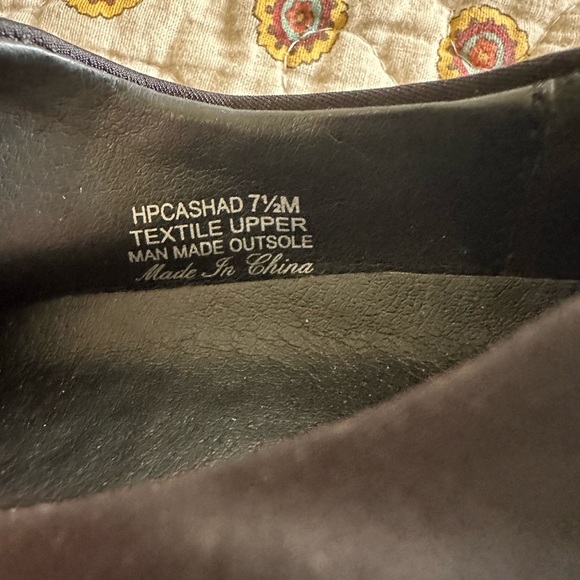 HPCASHAD 7½M
TEXTILE UPPER
MAN MADE OUTSOLE
Made In China